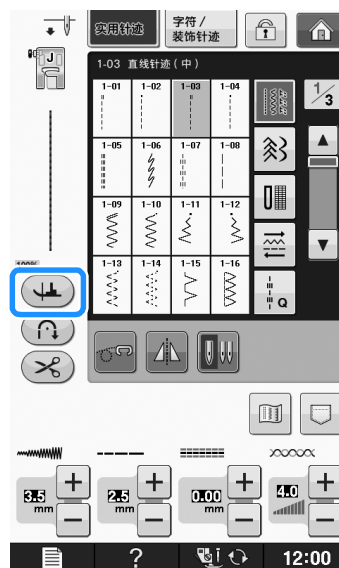 实用针迹
字符 /
装饰针迹
J
1-03 直线针迹（中）
1/3
1-01 1-02 1-03 1-04
1-05 1-06 1-07 1-08
1-09 1-10 1-11 1-12
1-13 1-14 1-15 1-16
Q
100%
3.5 mm + −
2.5 mm + −
0.00 mm + −
4.0 + −
? 12:00